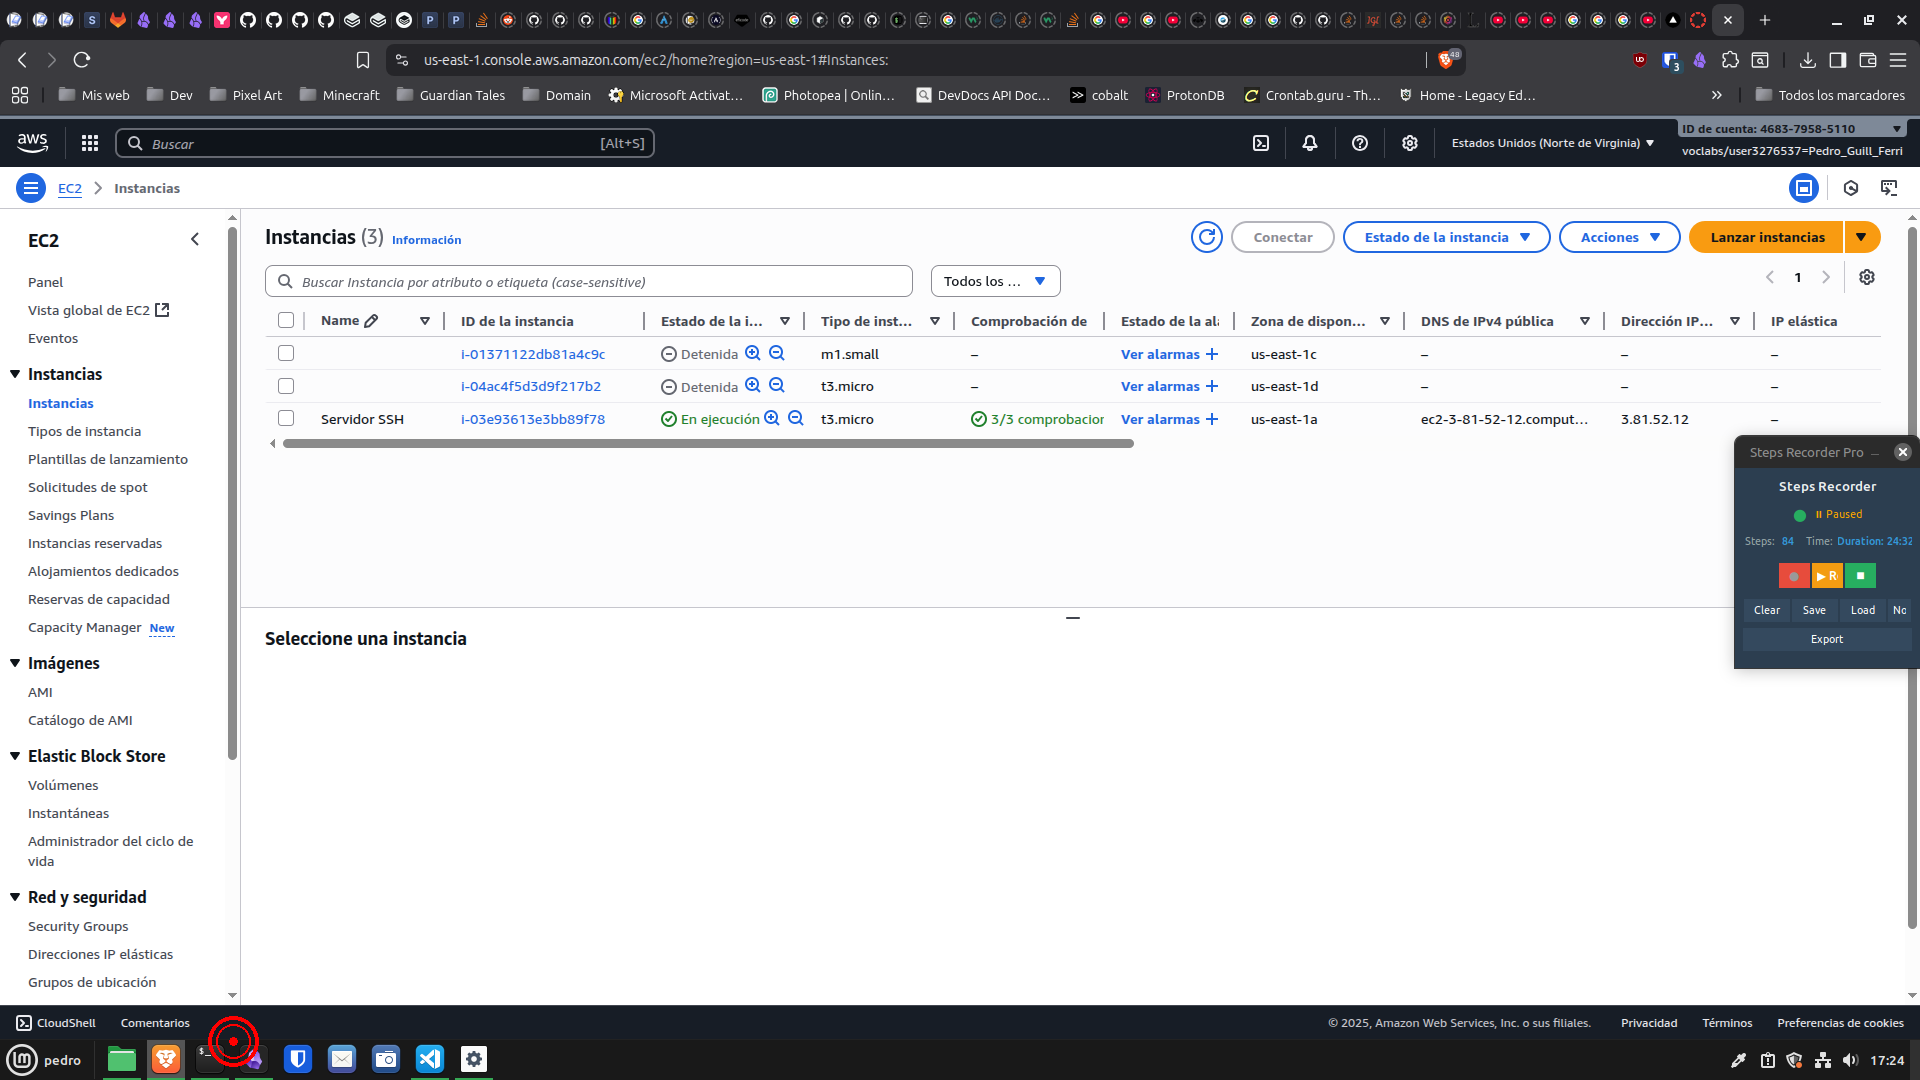 us-east-1.console.aws.amazon.com/ec2/home?region=us-east-1#Instances:
48
3
Mis web
Dev
Pixel Art
Minecraft
Guardian Tales
Domain
Microsoft Activat...
Photopea | Onlin...
DevDocs API Doc...
cobalt
ProtonDB
Crontab.guru - Th...
Home - Legacy Ed...
Todos los marcadores
aws
Buscar
[Alt+S]
Estados Unidos (Norte de Virginia)
ID de cuenta: 4683-7958-5110
voclabs/user3276537=Pedro_Guill_Ferri
EC2
Instancias
EC2
Panel
Vista global de EC2
Eventos
Instancias
Instancias
Tipos de instancia
Plantillas de lanzamiento
Solicitudes de spot
Savings Plans
Instancias reservadas
Alojamientos dedicados
Reservas de capacidad
Capacity Manager New
Imágenes
AMI
Catálogo de AMI
Elastic Block Store
Volúmenes
Instantáneas
Administrador del ciclo de
vida
Red y seguridad
Security Groups
Direcciones IP elásticas
Grupos de ubicación
Instancias (3) Información
Conectar
Estado de la instancia
Acciones
Lanzar instancias
Buscar Instancia por atributo o etiqueta (case-sensitive)
Todos los ...
1
Name
ID de la instancia
Estado de la i...
Tipo de inst...
Comprobación de
Estado de la ala
Zona de dispon...
DNS de IPv4 pública
Dirección IP...
IP elástica
i-01371122db81a4c9c Detenida m1.small – Ver alarmas + us-east-1c – – –
i-04ac4f5d3d9f217b2 Detenida t3.micro – Ver alarmas + us-east-1d – – –
Servidor SSH i-03e93613e3bb89f78 En ejecución t3.micro 3/3 comprobacior Ver alarmas + us-east-1a ec2-3-81-52-12.comput... 3.81.52.12 –
Seleccione una instancia
Steps Recorder Pro
Steps Recorder
Paused
Steps: 84 Time: Duration: 24:32
R
Clear
Save
Load
No
Export
CloudShell
Comentarios
© 2025, Amazon Web Services, Inc. o sus filiales.
Privacidad
Términos
Preferencias de cookies
pedro
17:24